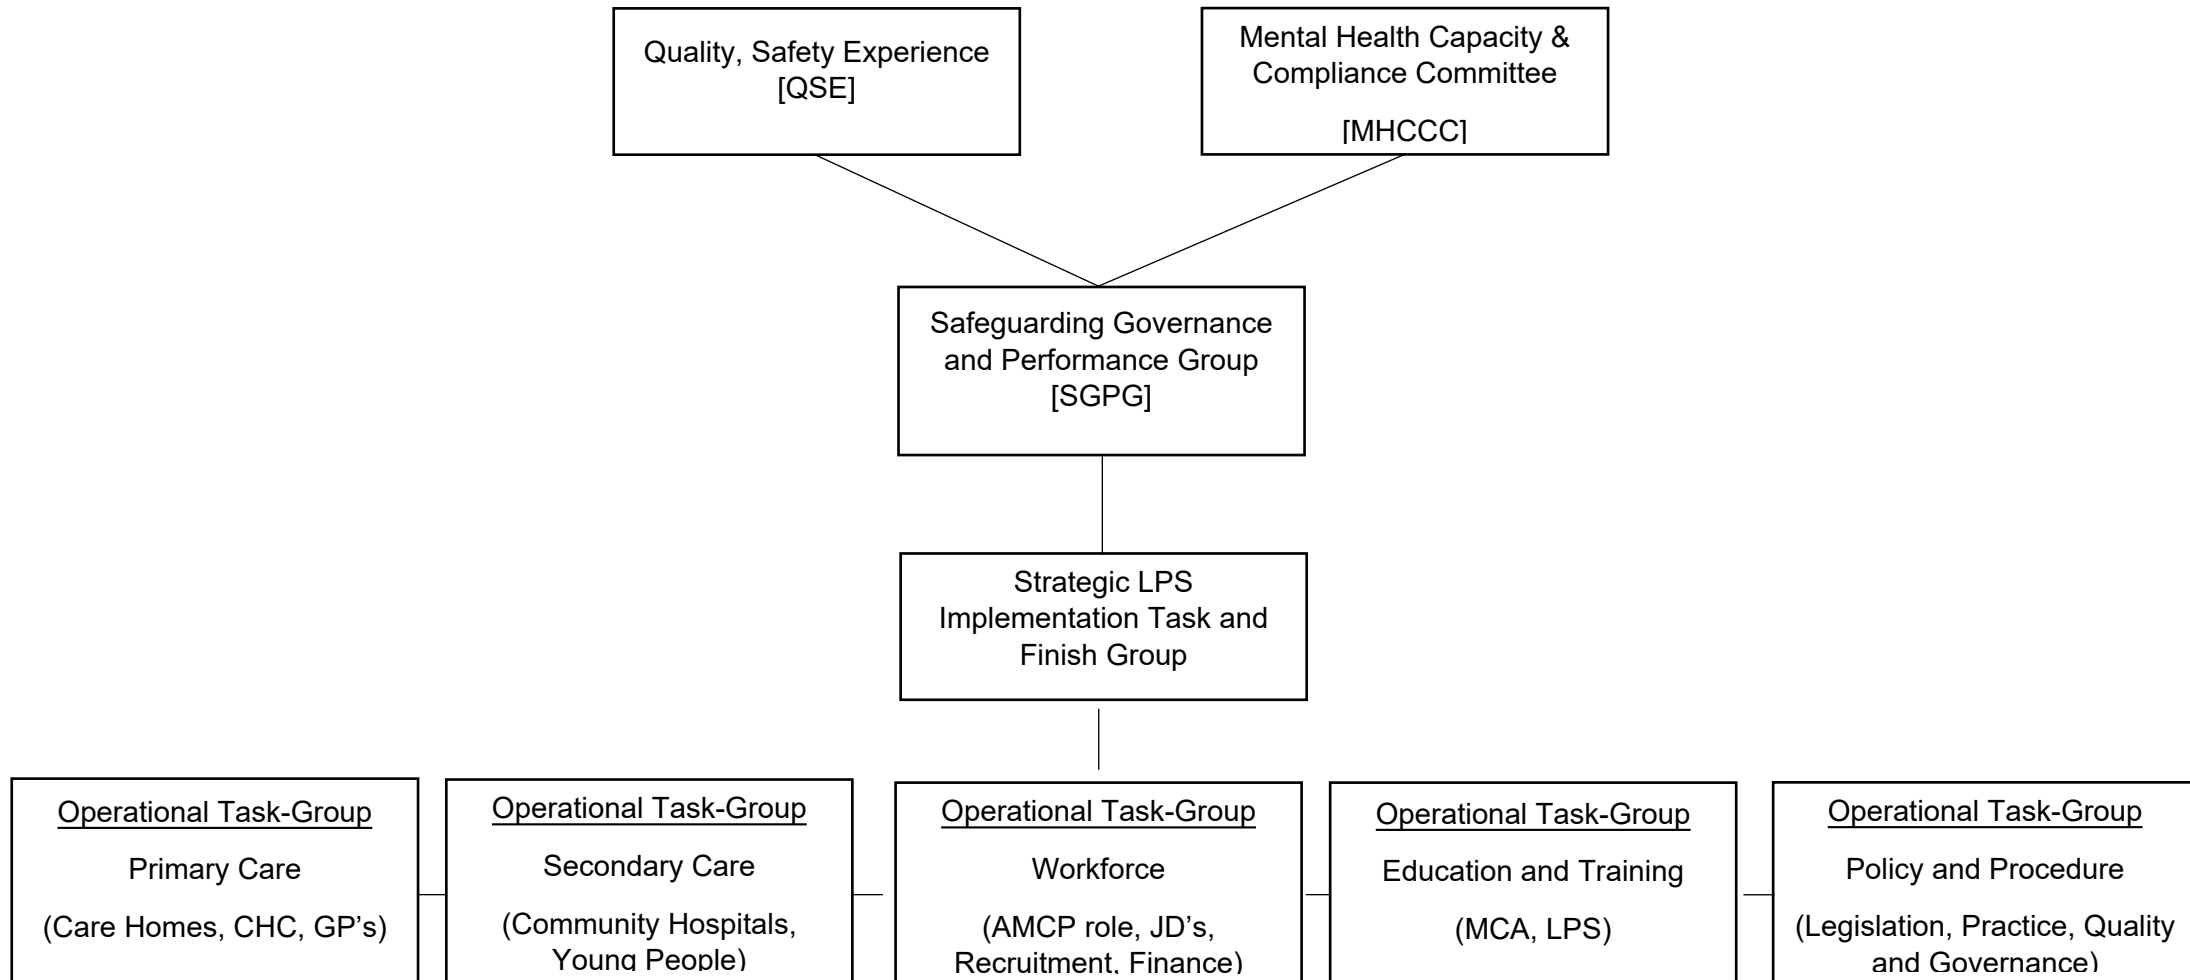 Quality, Safety Experience
[QSE]
Mental Health Capacity &
Compliance Committee
[MHCCC]
Safeguarding Governance
and Performance Group
[SGPG]
Strategic LPS
Implementation Task and
Finish Group
Operational Task-Group
Primary Care
(Care Homes, CHC, GP's)
Operational Task-Group
Secondary Care
(Community Hospitals,
Young People)
Operational Task-Group
Workforce
(AMCP role, JD's,
Recruitment, Finance)
Operational Task-Group
Education and Training
(MCA, LPS)
Operational Task-Group
Policy and Procedure
(Legislation, Practice, Quality
and Governance)